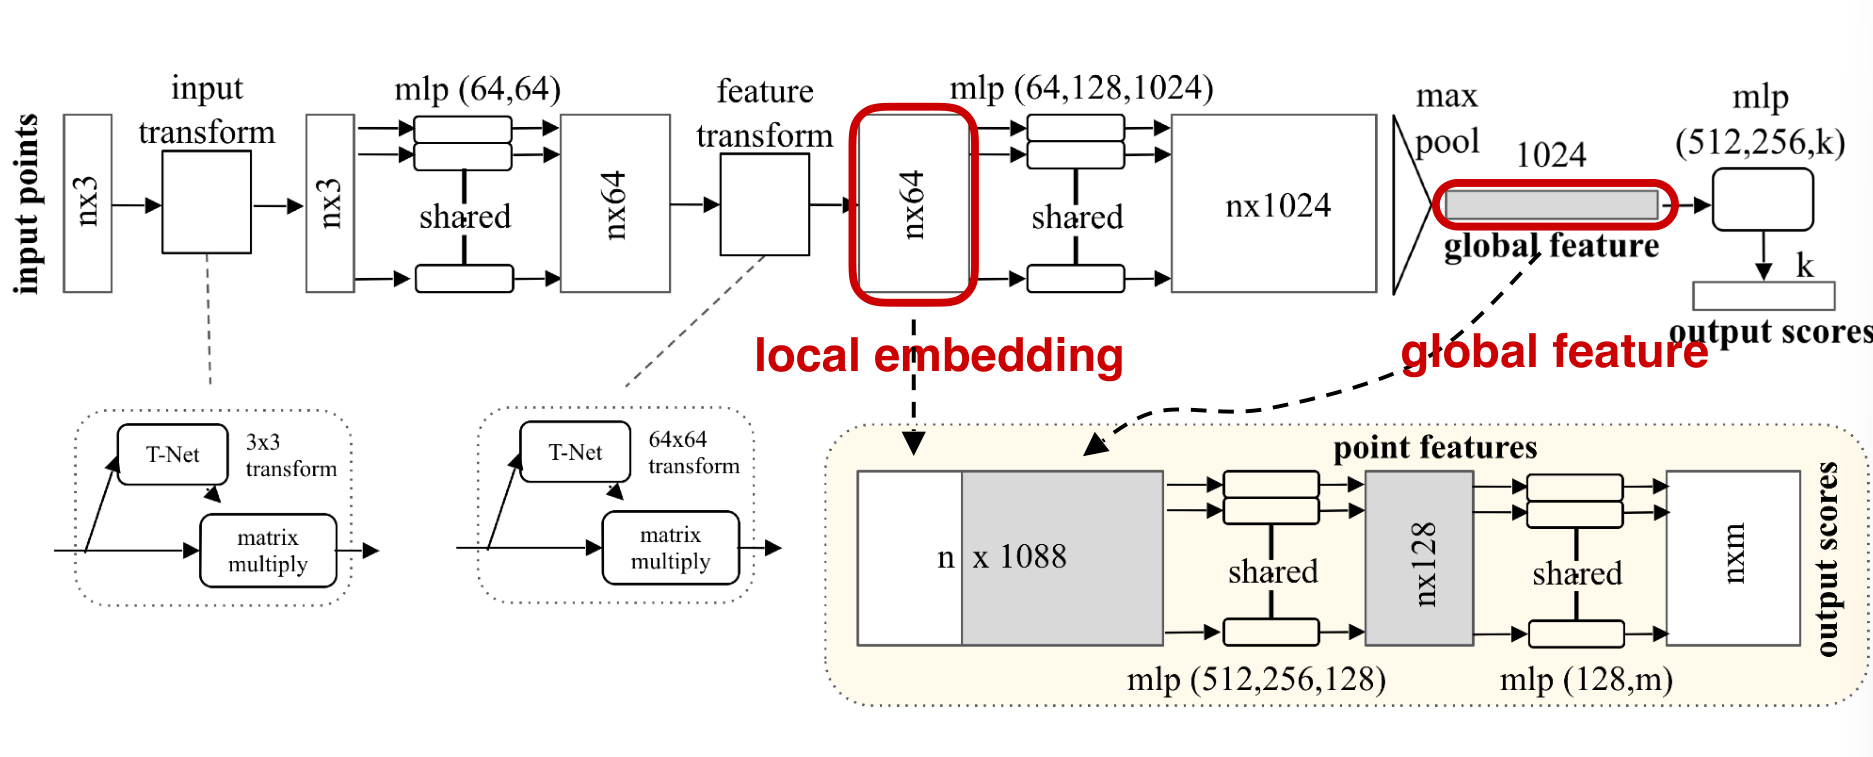 input points
nx3
input
transform
nx3
mlp (64,64)
shared
nx64
feature
transform
nx64
mlp (64,128,1024)
shared
nx1024
max
pool
1024
global feature
mlp
(512,256,k)
k
output scores
local embedding
global feature
T-Net
3x3
transform
matrix
multiply
T-Net
64x64
transform
matrix
multiply
point features
n x 1088
shared
mlp (512,256,128)
nx128
shared
mlp (128,m)
nxm
output scores